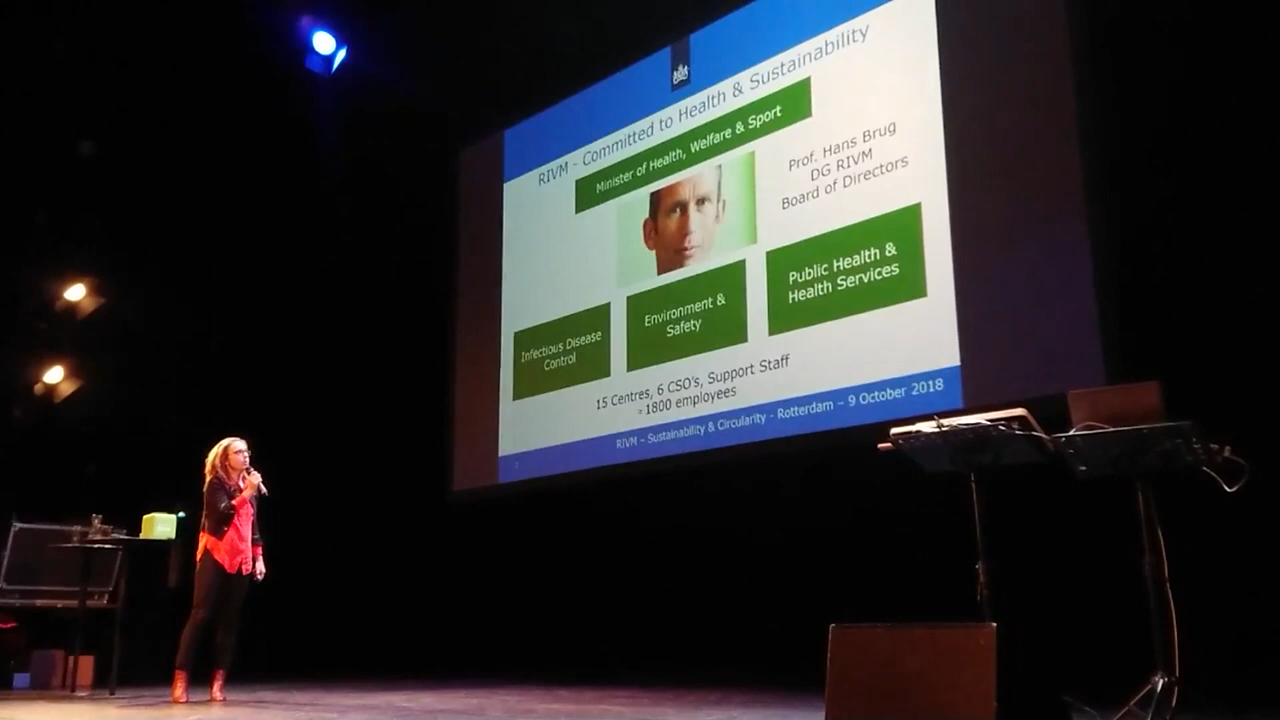 RIVM - Committed to Health & Sustainability
Minister of Health, Welfare & Sport
Prof. Hans Brug
DG RIVM
Board of Directors
Infectious Disease
Control
Environment &
Safety
Public Health &
Health Services
15 Centres, 6 CSO's, Support Staff
≈1800 employees
RIVM – Sustainability & Circularity - Rotterdam – 9 October 2018